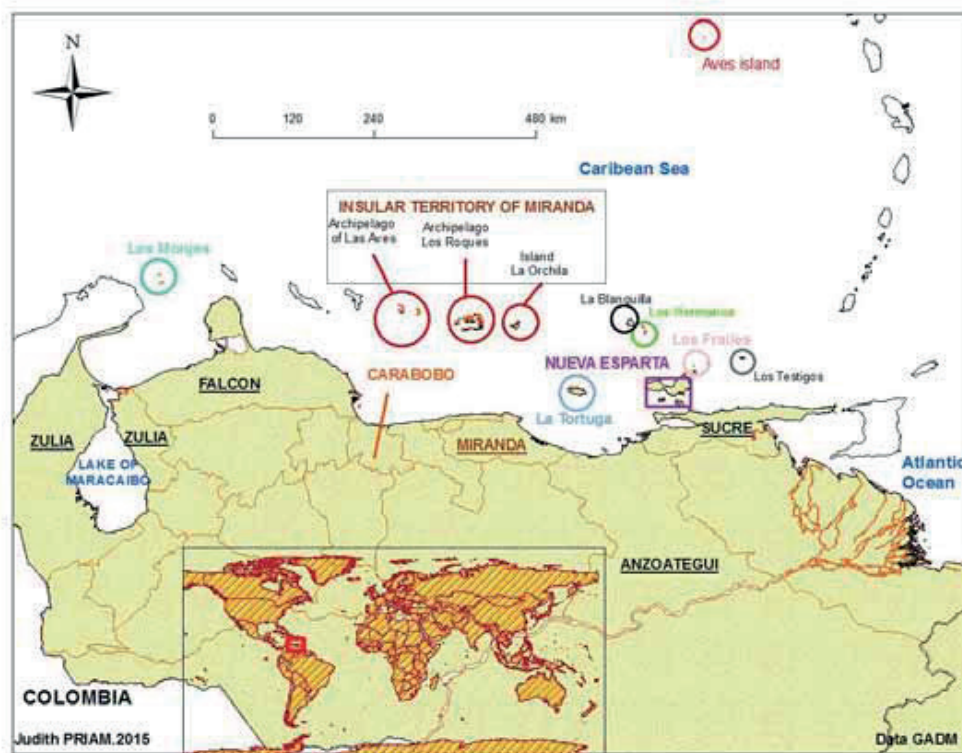 N
Aves island
0 120 240 480 km
Caribean Sea
INSULAR TERRITORY OF MIRANDA
Archipelago
of Las Aves
Archipelago
Los Roques
Island
La Orchila
Los Monjes
La Blanquilla
Los Hermanos
Los Frailes
NUEVA ESPARTA
Los Testigos
FALCON
CARABOBO
La Tortuga
ZULIA
ZULIA
MIRANDA
SUCRE
LAKE OF
MARACAIBO
Atlantic
Ocean
ANZOATEGUI
COLOMBIA
Judith PRIAM.2015
Data GADM